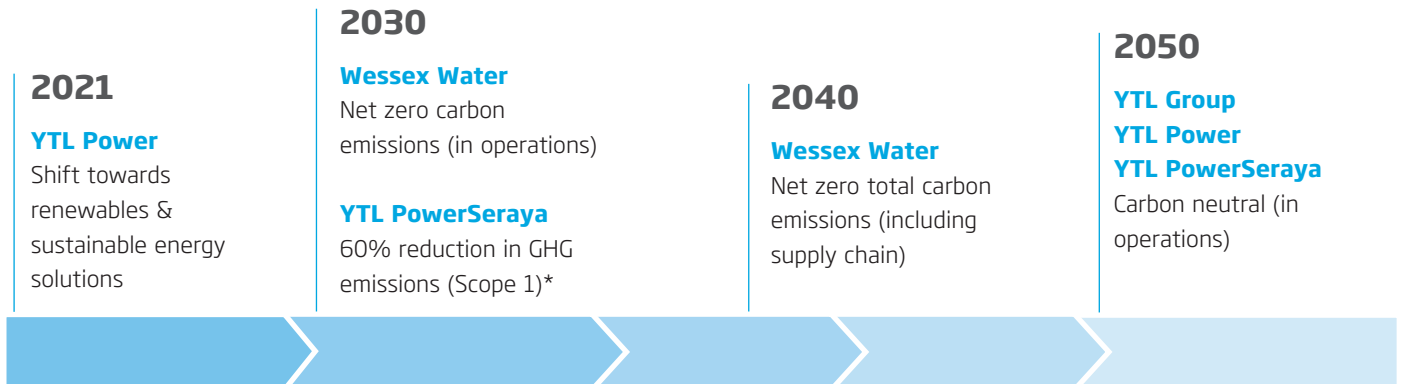 2021
YTL Power
Shift towards
renewables &
sustainable energy
solutions
2030
Wessex Water
Net zero carbon
emissions (in operations)
YTL PowerSeraya
60% reduction in GHG
emissions (Scope 1)*
2040
Wessex Water
Net zero total carbon
emissions (including
supply chain)
2050
YTL Group
YTL Power
YTL PowerSeraya
Carbon neutral (in
operations)